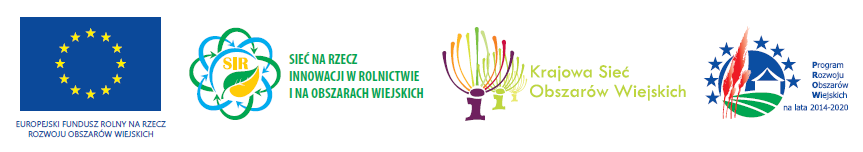 EUROPEJSKI FUNDUSZ ROLNY NA RZECZ
ROZWOJU OBSZARÓW WIEJSKICH
SIR
SIEĆ NA RZECZ
INNOWACJI W ROLNICTWIE
I NA OBSZARACH WIEJSKICH
Krajowa Sieć
Obszarów Wiejskich
Program
Rozwoju
Obszarów
Wiejskich
na lata 2014-2020